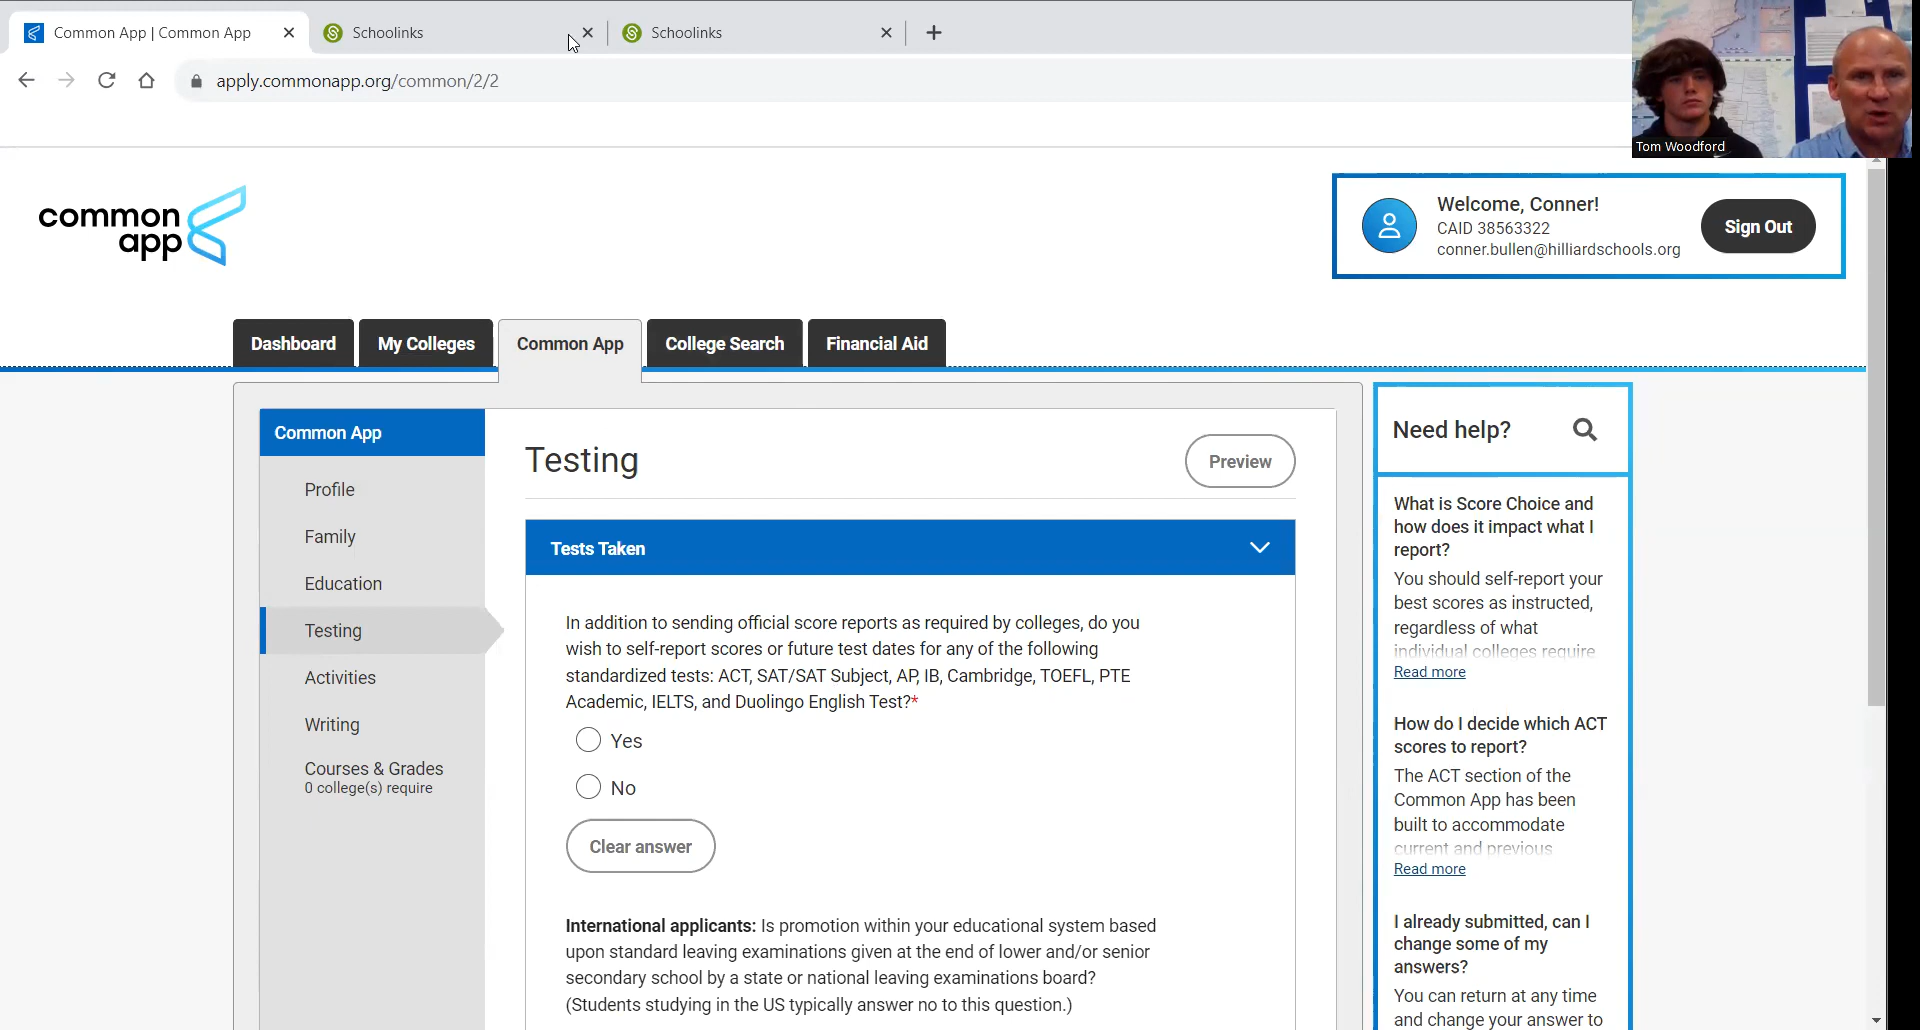 Common App | Common App
Schoolinks
Schoolinks
apply.commonapp.org/common/2/2
Tom Woodford
common
app
Welcome, Conner!
CAID 38563322
conner.bullen@hilliardschools.org
Sign Out
Dashboard
My Colleges
Common App
College Search
Financial Aid
Common App
Profile
Family
Education
Testing
Activities
Writing
Courses & Grades
0 college(s) require
Testing
Preview
Tests Taken
In addition to sending official score reports as required by colleges, do you
wish to self-report scores or future test dates for any of the following
standardized tests: ACT, SAT/SAT Subject, AP, IB, Cambridge, TOEFL, PTE
Academic, IELTS, and Duolingo English Test?*
Yes
No
Clear answer
International applicants: Is promotion within your educational system based
upon standard leaving examinations given at the end of lower and/or senior
secondary school by a state or national leaving examinations board?
(Students studying in the US typically answer no to this question.)
Need help?
What is Score Choice and
how does it impact what I
report?
You should self-report your
best scores as instructed,
regardless of what
individual colleges require
Read more
How do I decide which ACT
scores to report?
The ACT section of the
Common App has been
built to accommodate
current and previous
Read more
I already submitted, can I
change some of my
answers?
You can return at any time
and change your answer to